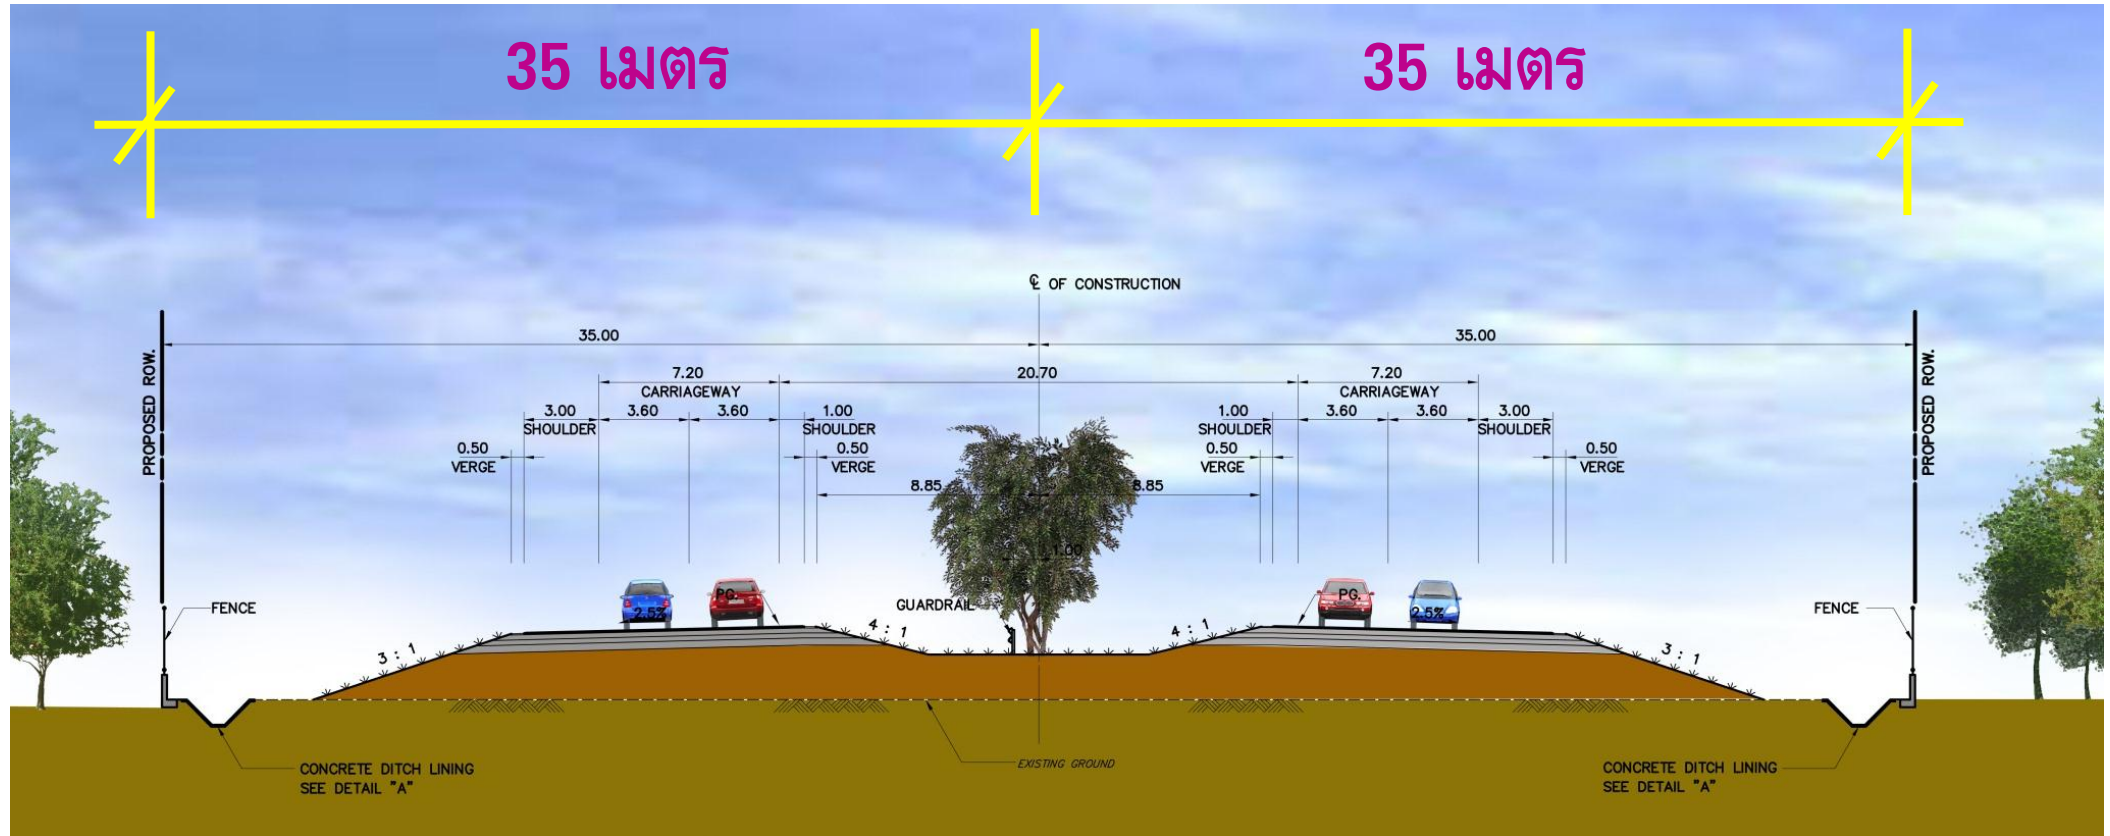 35 เมตร 35 เมตร
℄ OF CONSTRUCTION
35.00 35.00
7.20 20.70 7.20
CARRIAGEWAY CARRIAGEWAY
3.00 3.60 3.60 1.00 1.00 3.60 3.60 3.00
SHOULDER SHOULDER SHOULDER SHOULDER
0.50 0.50 0.50 0.50
VERGE VERGE VERGE VERGE
PROPOSED ROW. PROPOSED ROW.
8.85 8.85
1.00
PG. PG.
2.5% 2.5%
FENCE GUARDRAIL FENCE
4 : 1 4 : 1
3 : 1 3 : 1
EXISTING GROUND
CONCRETE DITCH LINING CONCRETE DITCH LINING
SEE DETAIL "A" SEE DETAIL "A"